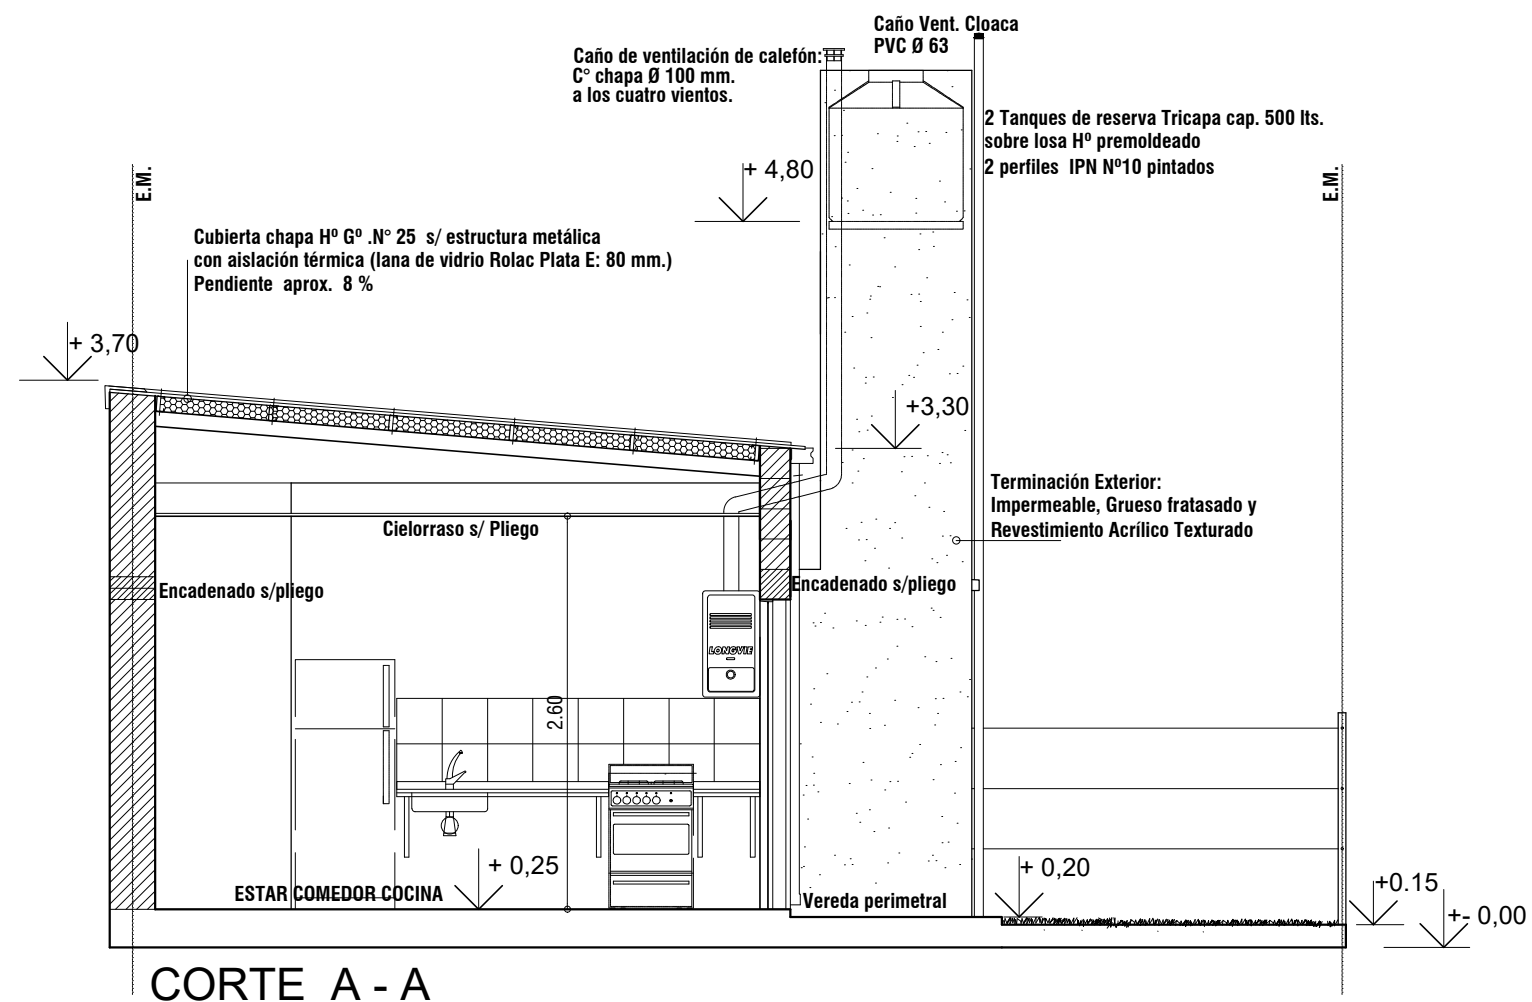 Caño Vent. Cloaca
PVC Ø 63
Caño de ventilación de calefón:
C° chapa Ø 100 mm.
a los cuatro vientos.
2 Tanques de reserva Tricapa cap. 500 lts.
sobre losa Hº premoldeado
2 perfiles IPN Nº10 pintados
+ 4,80
E.M.
E.M.
Cubierta chapa Hº Gº .N° 25 s/ estructura metálica
con aislación térmica (lana de vidrio Rolac Plata E: 80 mm.)
Pendiente aprox. 8 %
+ 3,70
+3,30
Terminación Exterior:
Impermeable, Grueso fratasado y
Revestimiento Acrílico Texturado
Cielorraso s/ Pliego
Encadenado s/pliego
Encadenado s/pliego
LONGVIE
2.60
+ 0,25
+ 0,20
+0.15
ESTAR COMEDOR COCINA
Vereda perimetral
+- 0,00
CORTE A - A